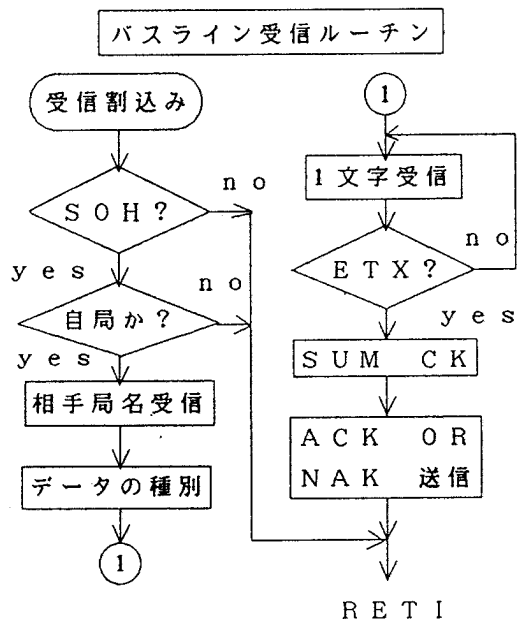 バスライン受信ルーチン
受信割込み
SOH?
no
yes
自局か?
no
yes
相手局名受信
データの種別
1
1
1文字受信
ETX?
no
yes
SUM CK
ACK OR
NAK 送信
RETI